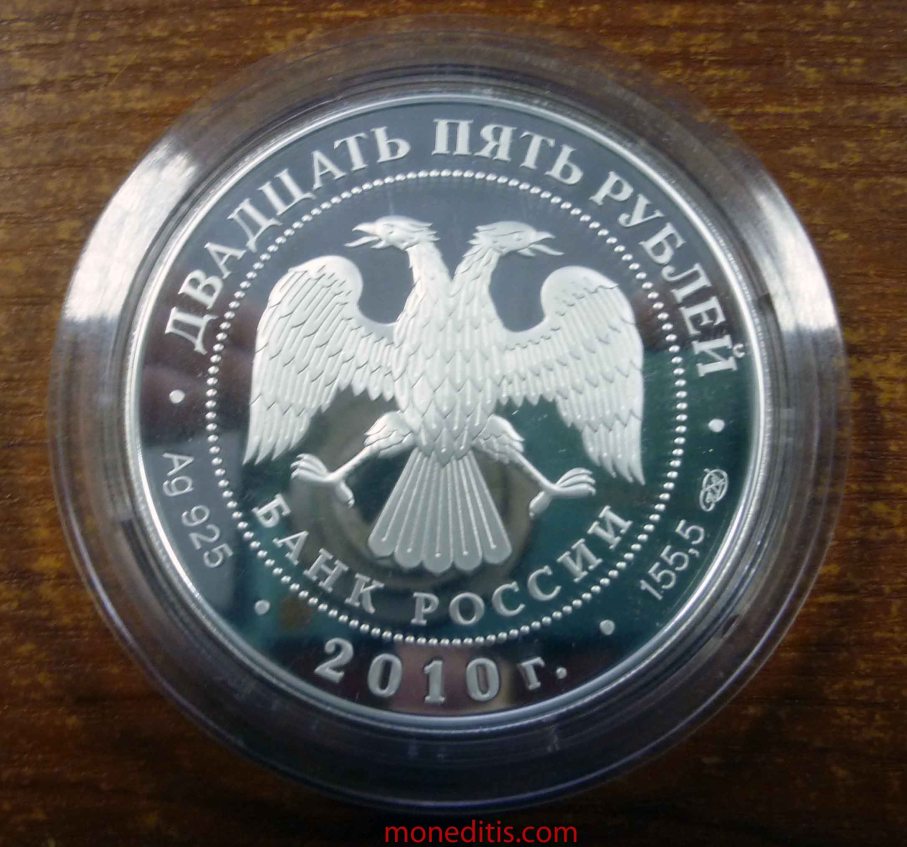 ДВАДЦАТЬ ПЯТЬ РУБЛЕЙ
Ag 925
БАНК РОССИИ
155,5
2010 г.
moneditis.com